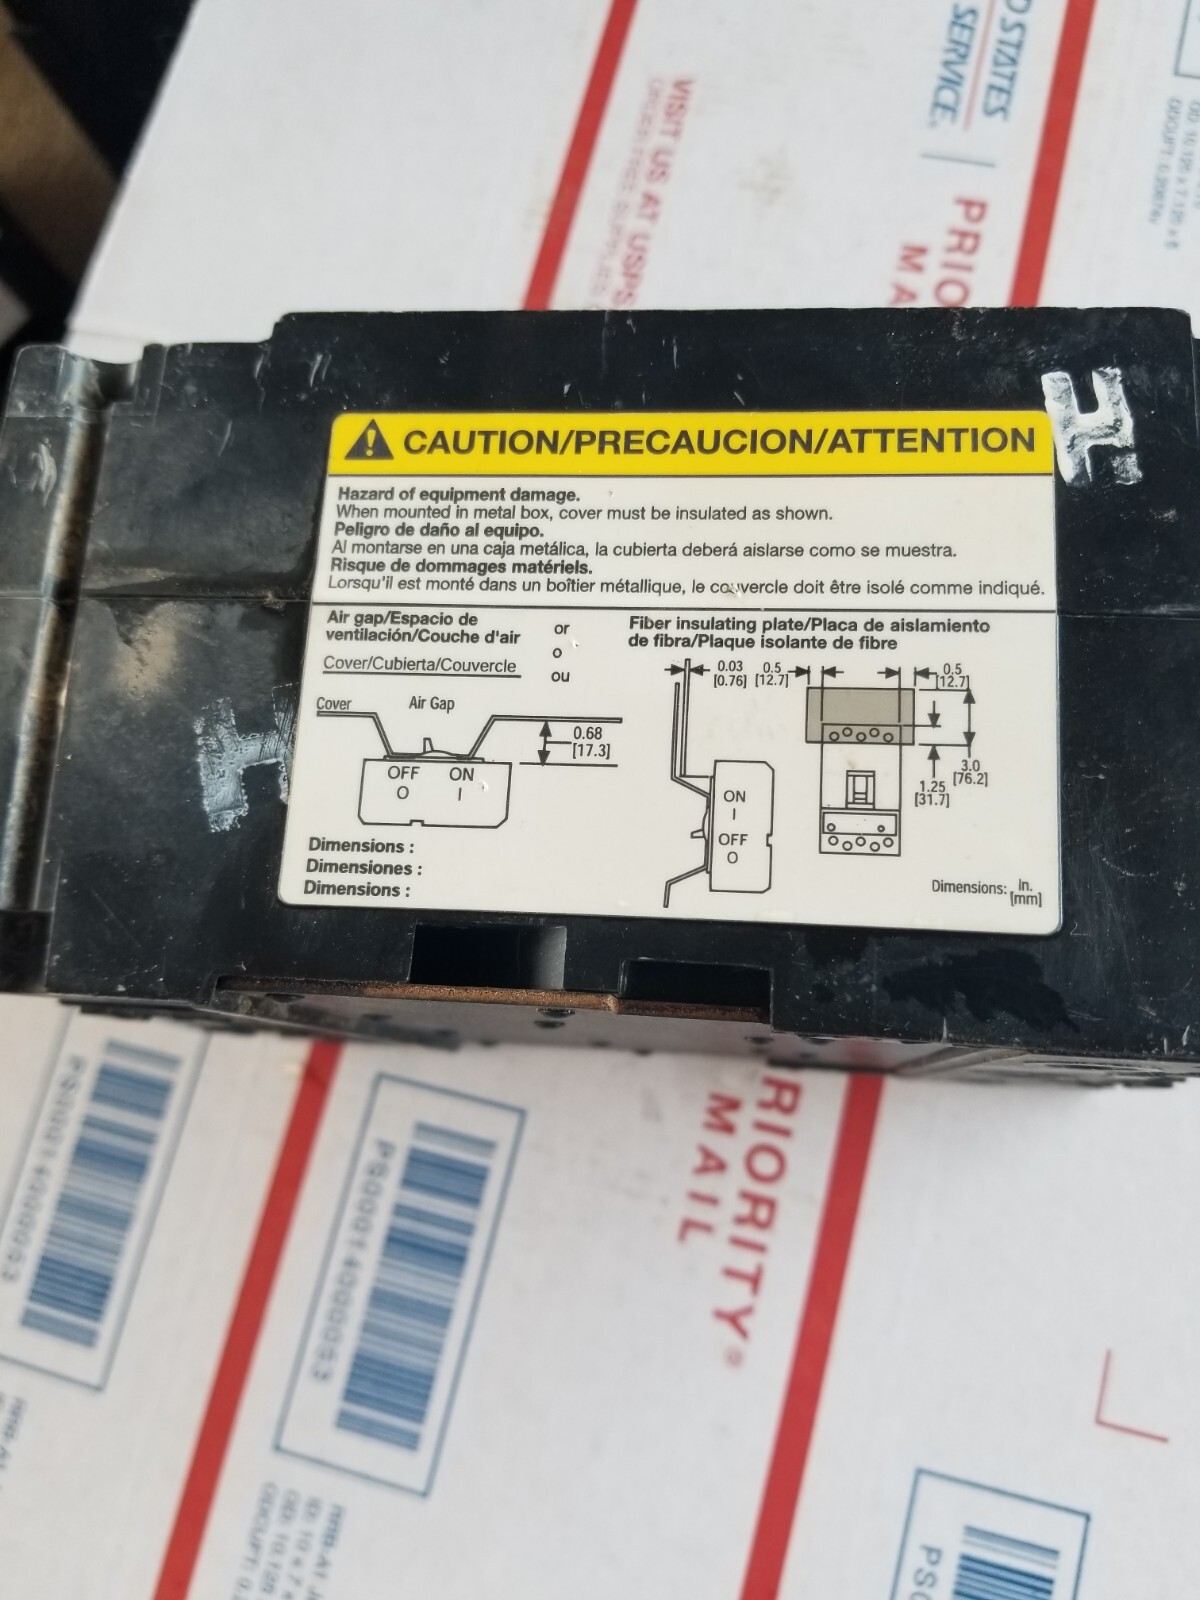 D STATES
SERVICE®
VISIT US AT USPS
PRIO
MA
CAUTION/PRECAUCION/ATTENTION
Hazard of equipment damage.
When mounted in metal box, cover must be insulated as shown.
Peligro de daño al equipo.
Al montarse en una caja metálica, la cubierta deberá aislarse como se muestra.
Risque de dommages matériels.
Lorsqu'il est monté dans un boîtier métallique, le couvercle doit être isolé comme indiqué.
Air gap/Espacio de
ventilación/Couche d'air
Cover/Cubierta/Couvercle
or
o
ou
Fiber insulating plate/Placa de aislamiento
de fibra/Plaque isolante de fibre
Cover
Air Gap
0.68
[17.3]
OFF ON
O I
Dimensions :
Dimensiones :
Dimensions :
0.03
[0.76]
0.5
[12.7]
0.5
[12.7]
3.0
[76.2]
1.25
[31.7]
ON
I
OFF
O
Dimensions: in.
[mm]
H
H
PRIORITY®
MAIL
PS00014000053
PS00014000053
PS0